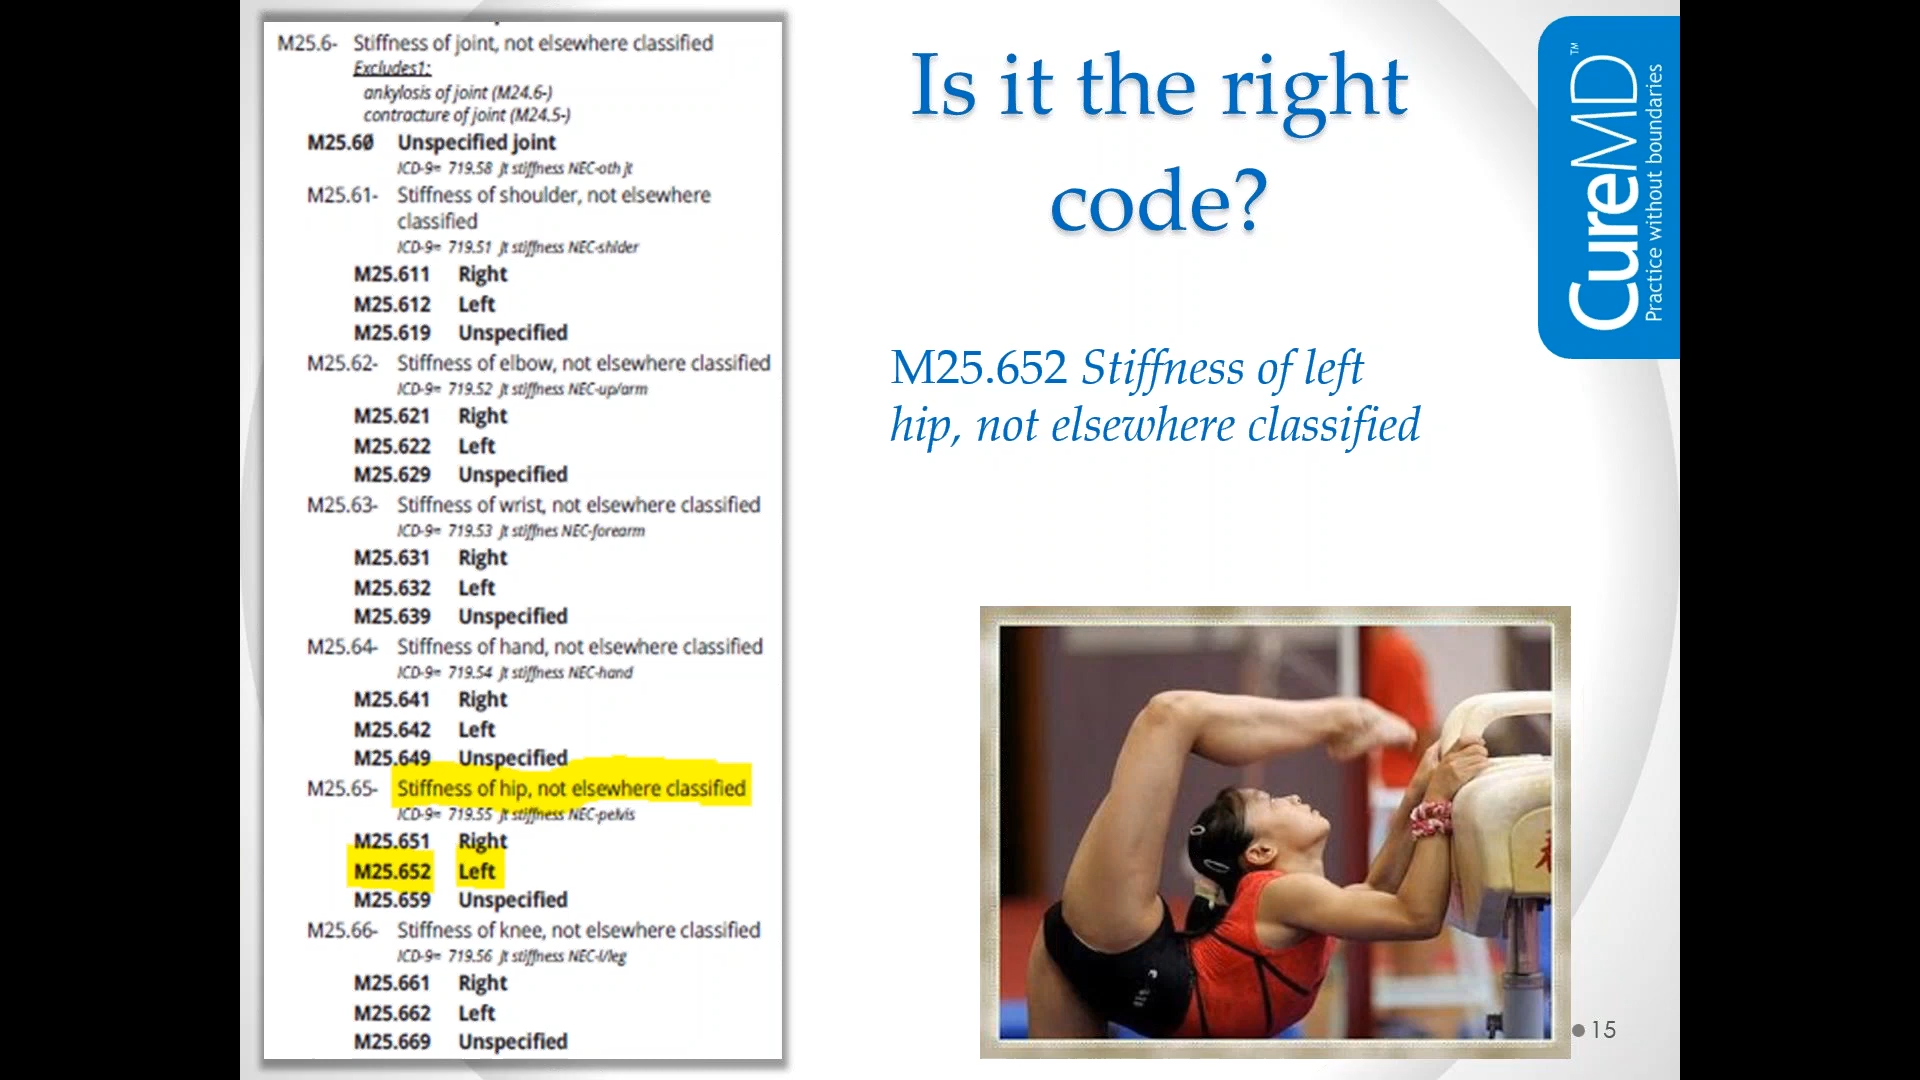 M25.6- Stiffness of joint, not elsewhere classified
Excludes1:
ankylosis of joint (M24.6-)
contracture of joint (M24.5-)
M25.60 Unspecified joint
ICD-9= 719.58 Jt stiffness NEC-oth jt
M25.61- Stiffness of shoulder, not elsewhere
classified
ICD-9= 719.51 Jt stiffness NEC-shlder
M25.611 Right
M25.612 Left
M25.619 Unspecified
M25.62- Stiffness of elbow, not elsewhere classified
ICD-9= 719.52 Jt stiffness NEC-up/arm
M25.621 Right
M25.622 Left
M25.629 Unspecified
M25.63- Stiffness of wrist, not elsewhere classified
ICD-9= 719.53 Jt stiffnes NEC-forearm
M25.631 Right
M25.632 Left
M25.639 Unspecified
M25.64- Stiffness of hand, not elsewhere classified
ICD-9= 719.54 Jt stiffness NEC-hand
M25.641 Right
M25.642 Left
M25.649 Unspecified
M25.65- Stiffness of hip, not elsewhere classified
ICD-9= 719.55 Jt stiffness NEC-pelvis
M25.651 Right
M25.652 Left
M25.659 Unspecified
M25.66- Stiffness of knee, not elsewhere classified
ICD-9= 719.56 Jt stiffness NEC-l/leg
M25.661 Right
M25.662 Left
M25.669 Unspecified
Is it the right
code?
M25.652 Stiffness of left
hip, not elsewhere classified
CureMD™
Practice without boundaries
15